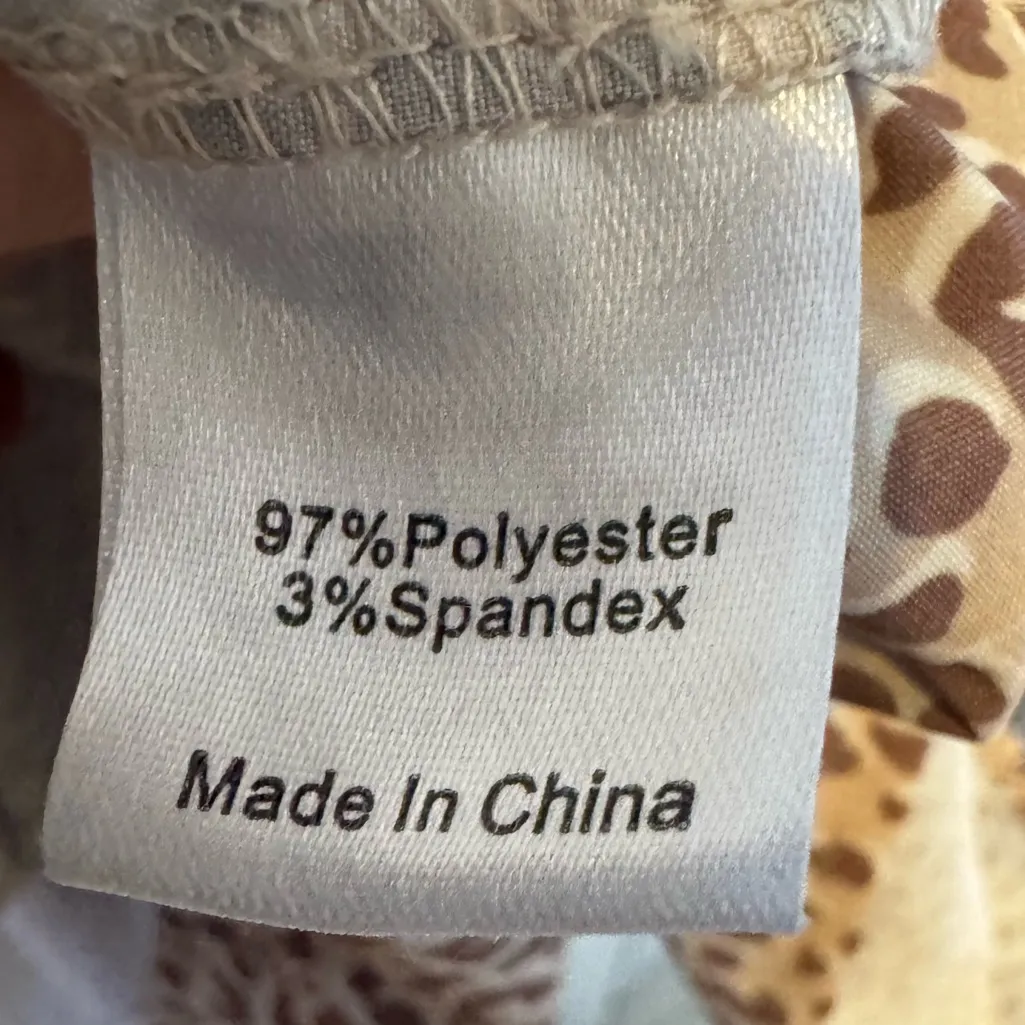 97%Polyester
3%Spandex
Made In China